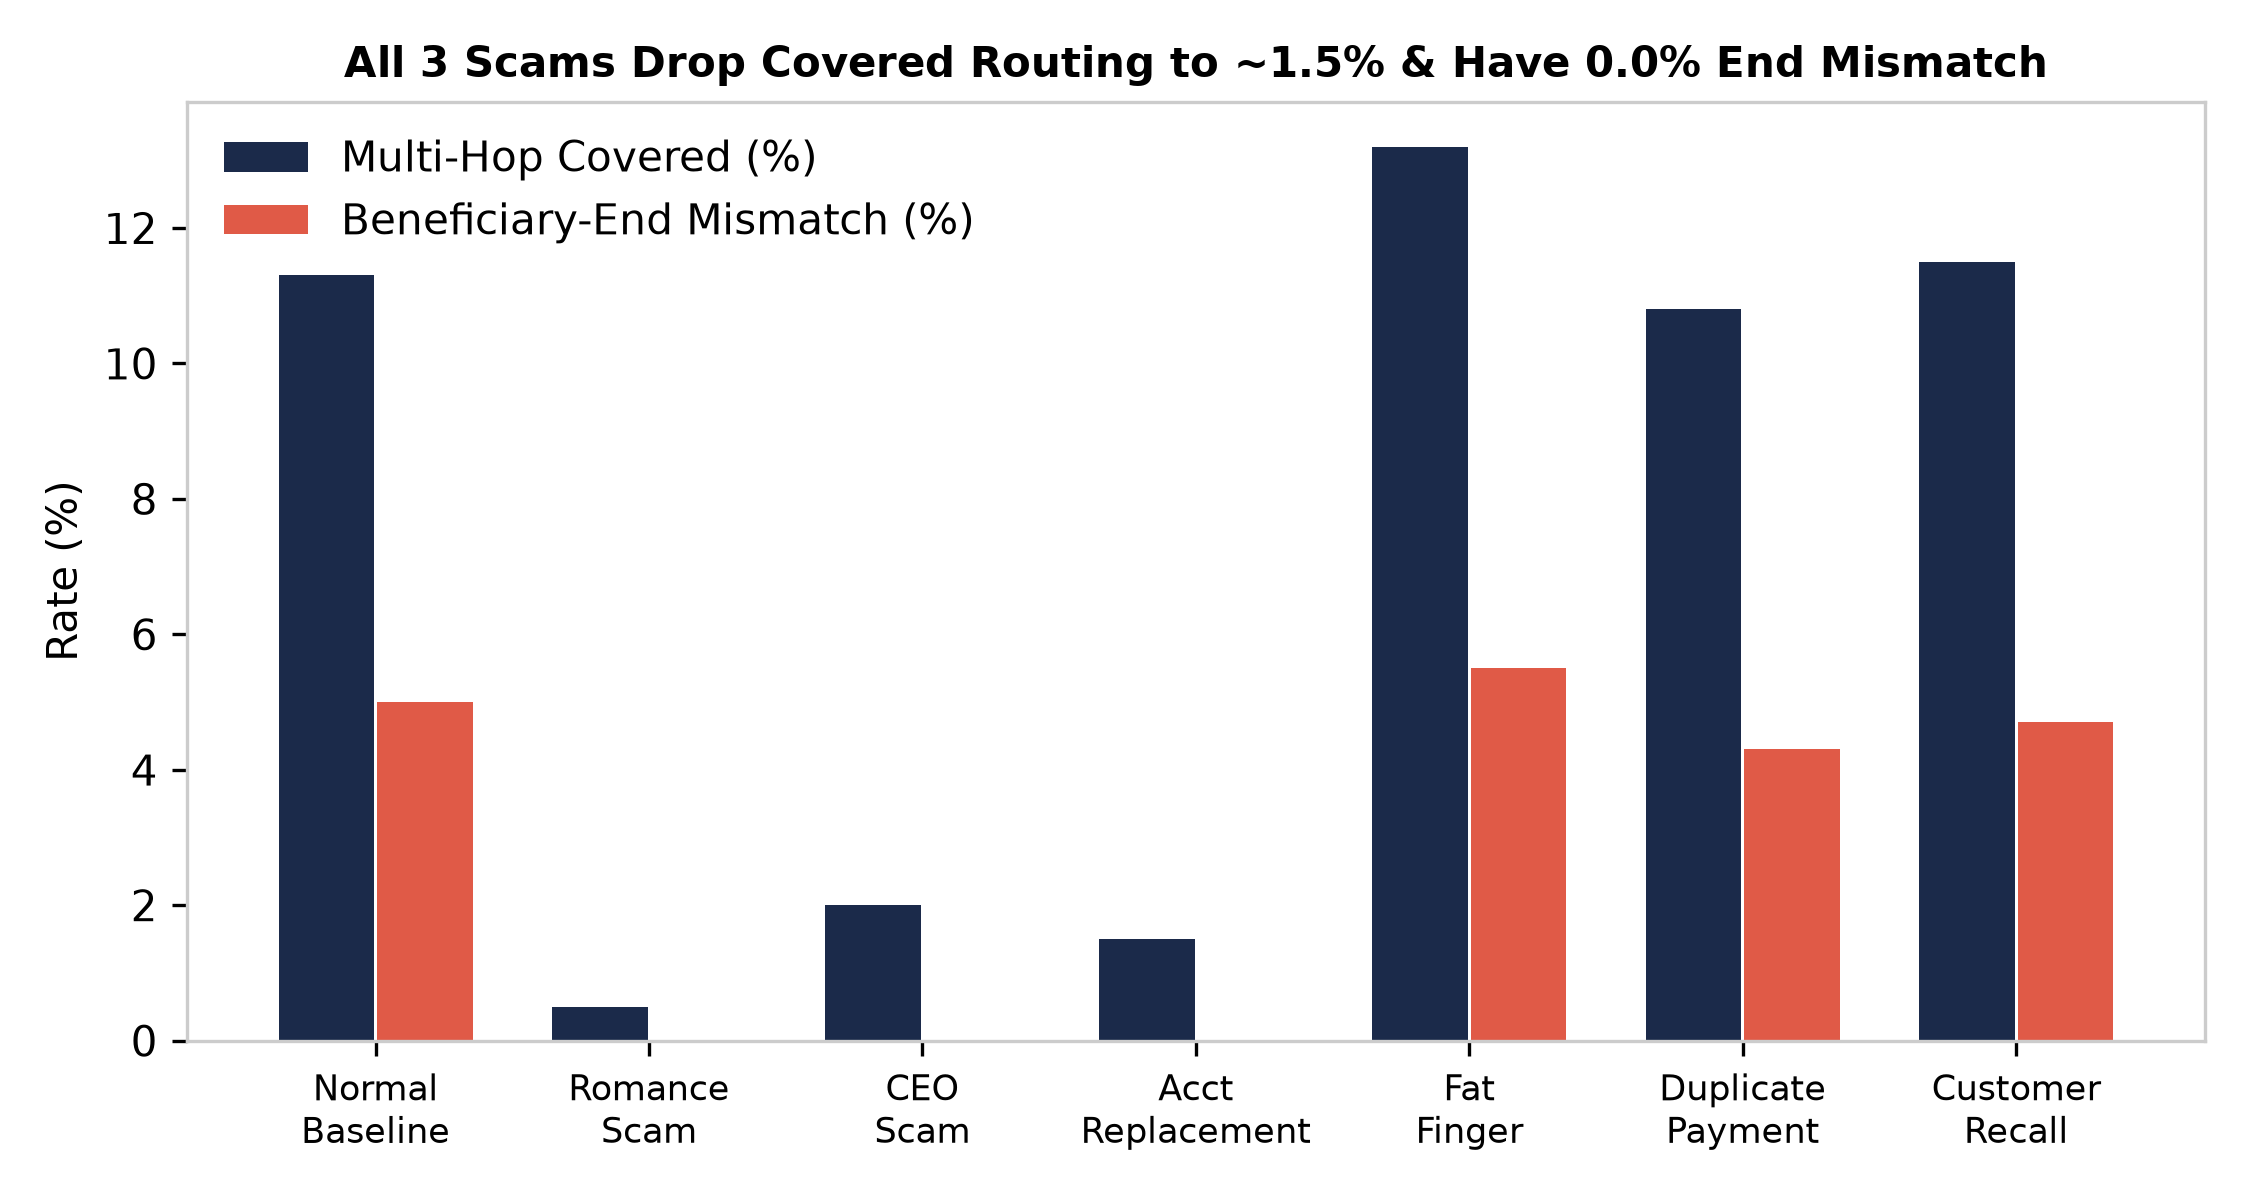 All 3 Scams Drop Covered Routing to ~1.5% & Have 0.0% End Mismatch
Multi-Hop Covered (%)
Beneficiary-End Mismatch (%)
Rate (%)
12
10
8
6
4
2
0
Normal
Baseline
Romance
Scam
CEO
Scam
Acct
Replacement
Fat
Finger
Duplicate
Payment
Customer
Recall